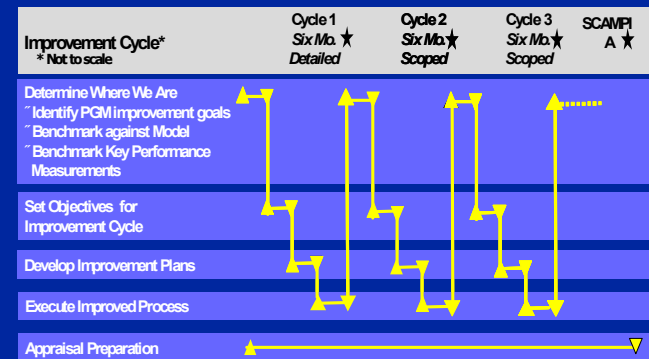 Improvement Cycle*
* Not to scale
Cycle 1
Six Mo.
Detailed
Cycle 2
Six Mo.
Scoped
Cycle 3
Six Mo.
Scoped
SCAMPI
A
Determine Where We Are
˝ Identify PGM improvement goals
˝ Benchmark against Model
˝ Benchmark Key Performance
Measurements
Set Objectives for
Improvement Cycle
Develop Improvement Plans
Execute Improved Process
Appraisal Preparation